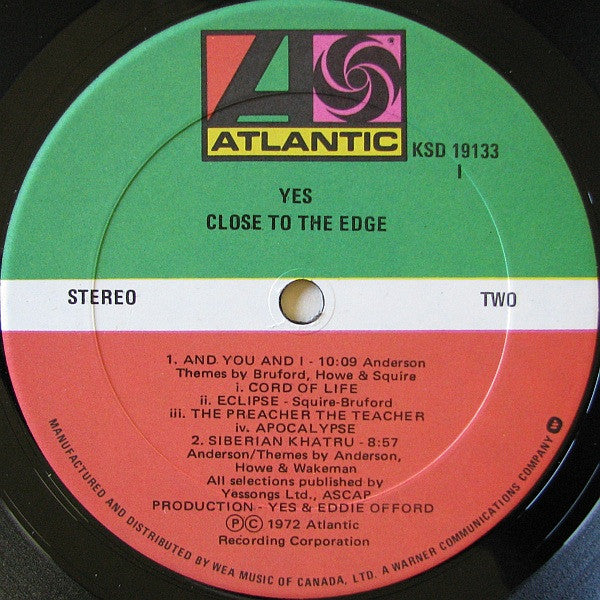 ATLANTIC
KSD 19133
I
YES
CLOSE TO THE EDGE
STEREO
TWO
1. AND YOU AND I - 10:09 Anderson
Themes by Bruford, Howe & Squire
i. CORD OF LIFE
ii. ECLIPSE - Squire-Bruford
iii. THE PREACHER THE TEACHER
iv. APOCALYPSE
2. SIBERIAN KHATRU - 8:57
Anderson/Themes by Anderson,
Howe & Wakeman
All selections published by
Yessongs Ltd., ASCAP
PRODUCTION - YES & EDDIE OFFORD
ⓅⒸ 1972 Atlantic
Recording Corporation
MANUFACTURED AND DISTRIBUTED BY WEA MUSIC OF CANADA, LTD. A WARNER COMMUNICATIONS COMPANY